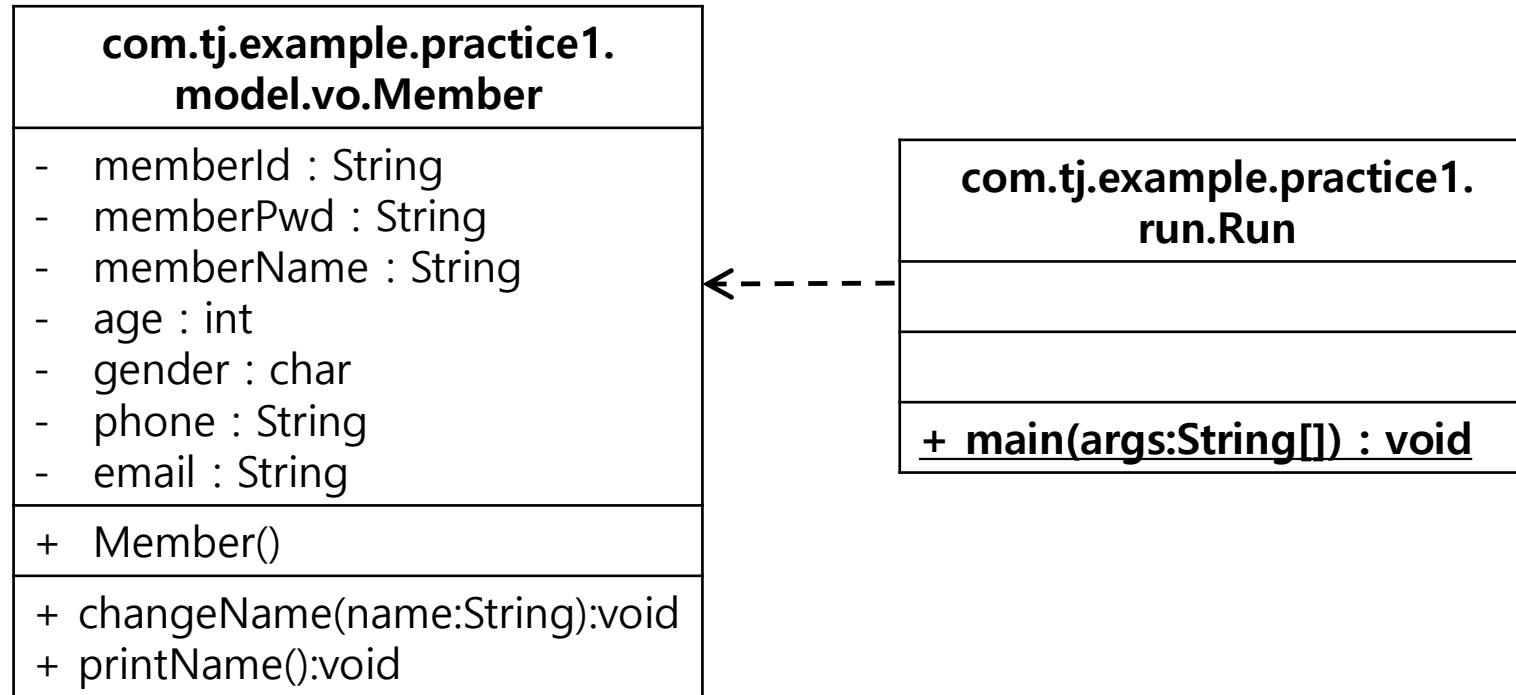 com.tj.example.practice1.
model.vo.Member
- memberId : String
- memberPwd : String
- memberName : String
- age : int
- gender : char
- phone : String
- email : String
+ Member()
+ changeName(name:String):void
+ printName():void
com.tj.example.practice1.
run.Run
+ main(args:String[]) : void